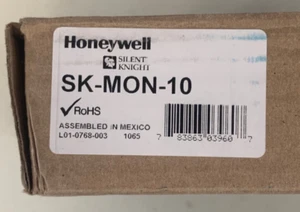 Honeywell
SILENT
KNIGHT
SK-MON-10
RoHS
ASSEMBLED IN MEXICO
L01-0768-003 1065
7 83863 03960 7